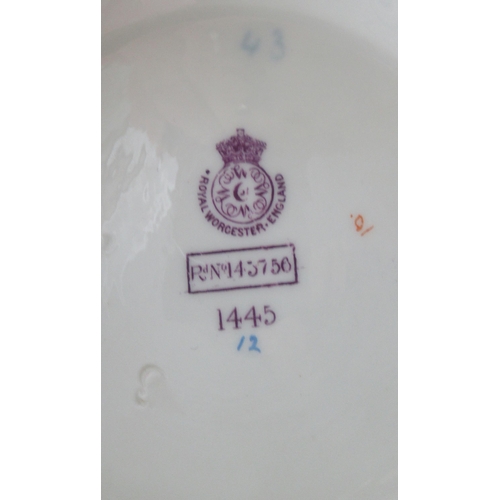 43
ROYAL WORCESTER · ENGLAND
Rd No 143756
1445
12